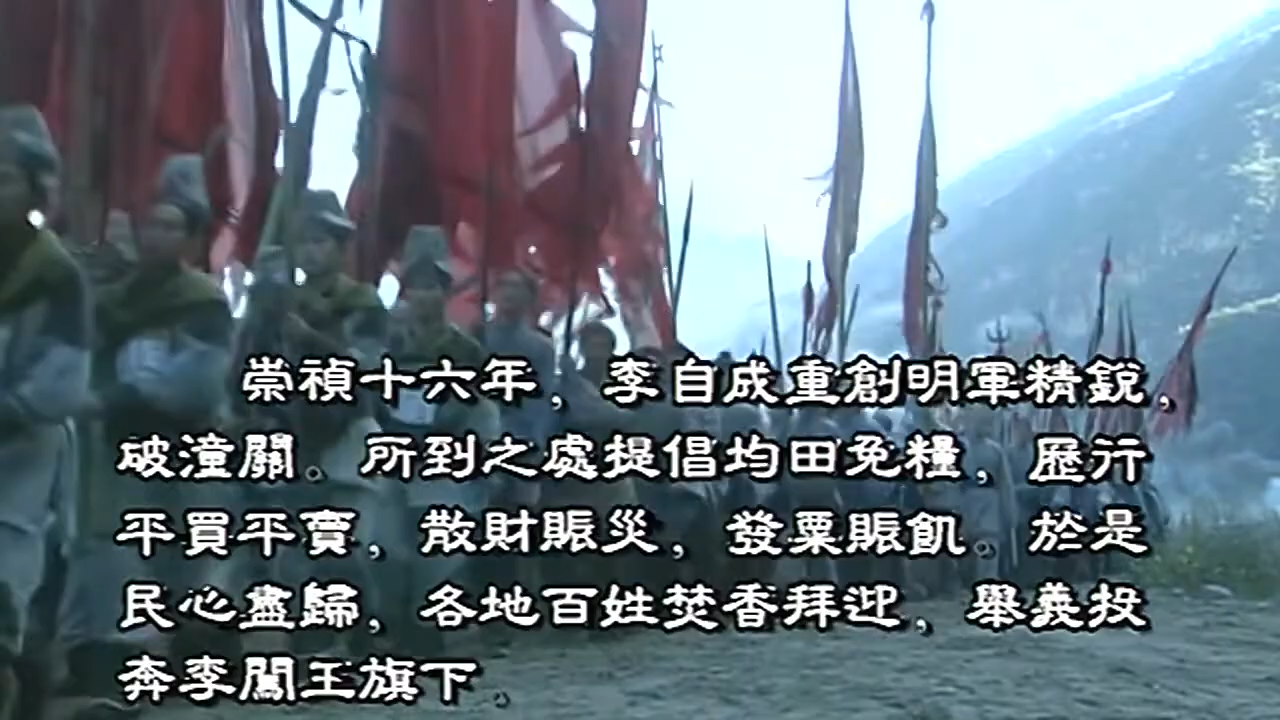 崇禎十六年，李自成重創明軍精銳，
破潼關。所到之處提倡均田免糧，歷行
平買平賣，散財賑災，發粟賑飢。於是
民心盡歸，各地百姓焚香拜迎，舉義投
奔李闖王旗下。